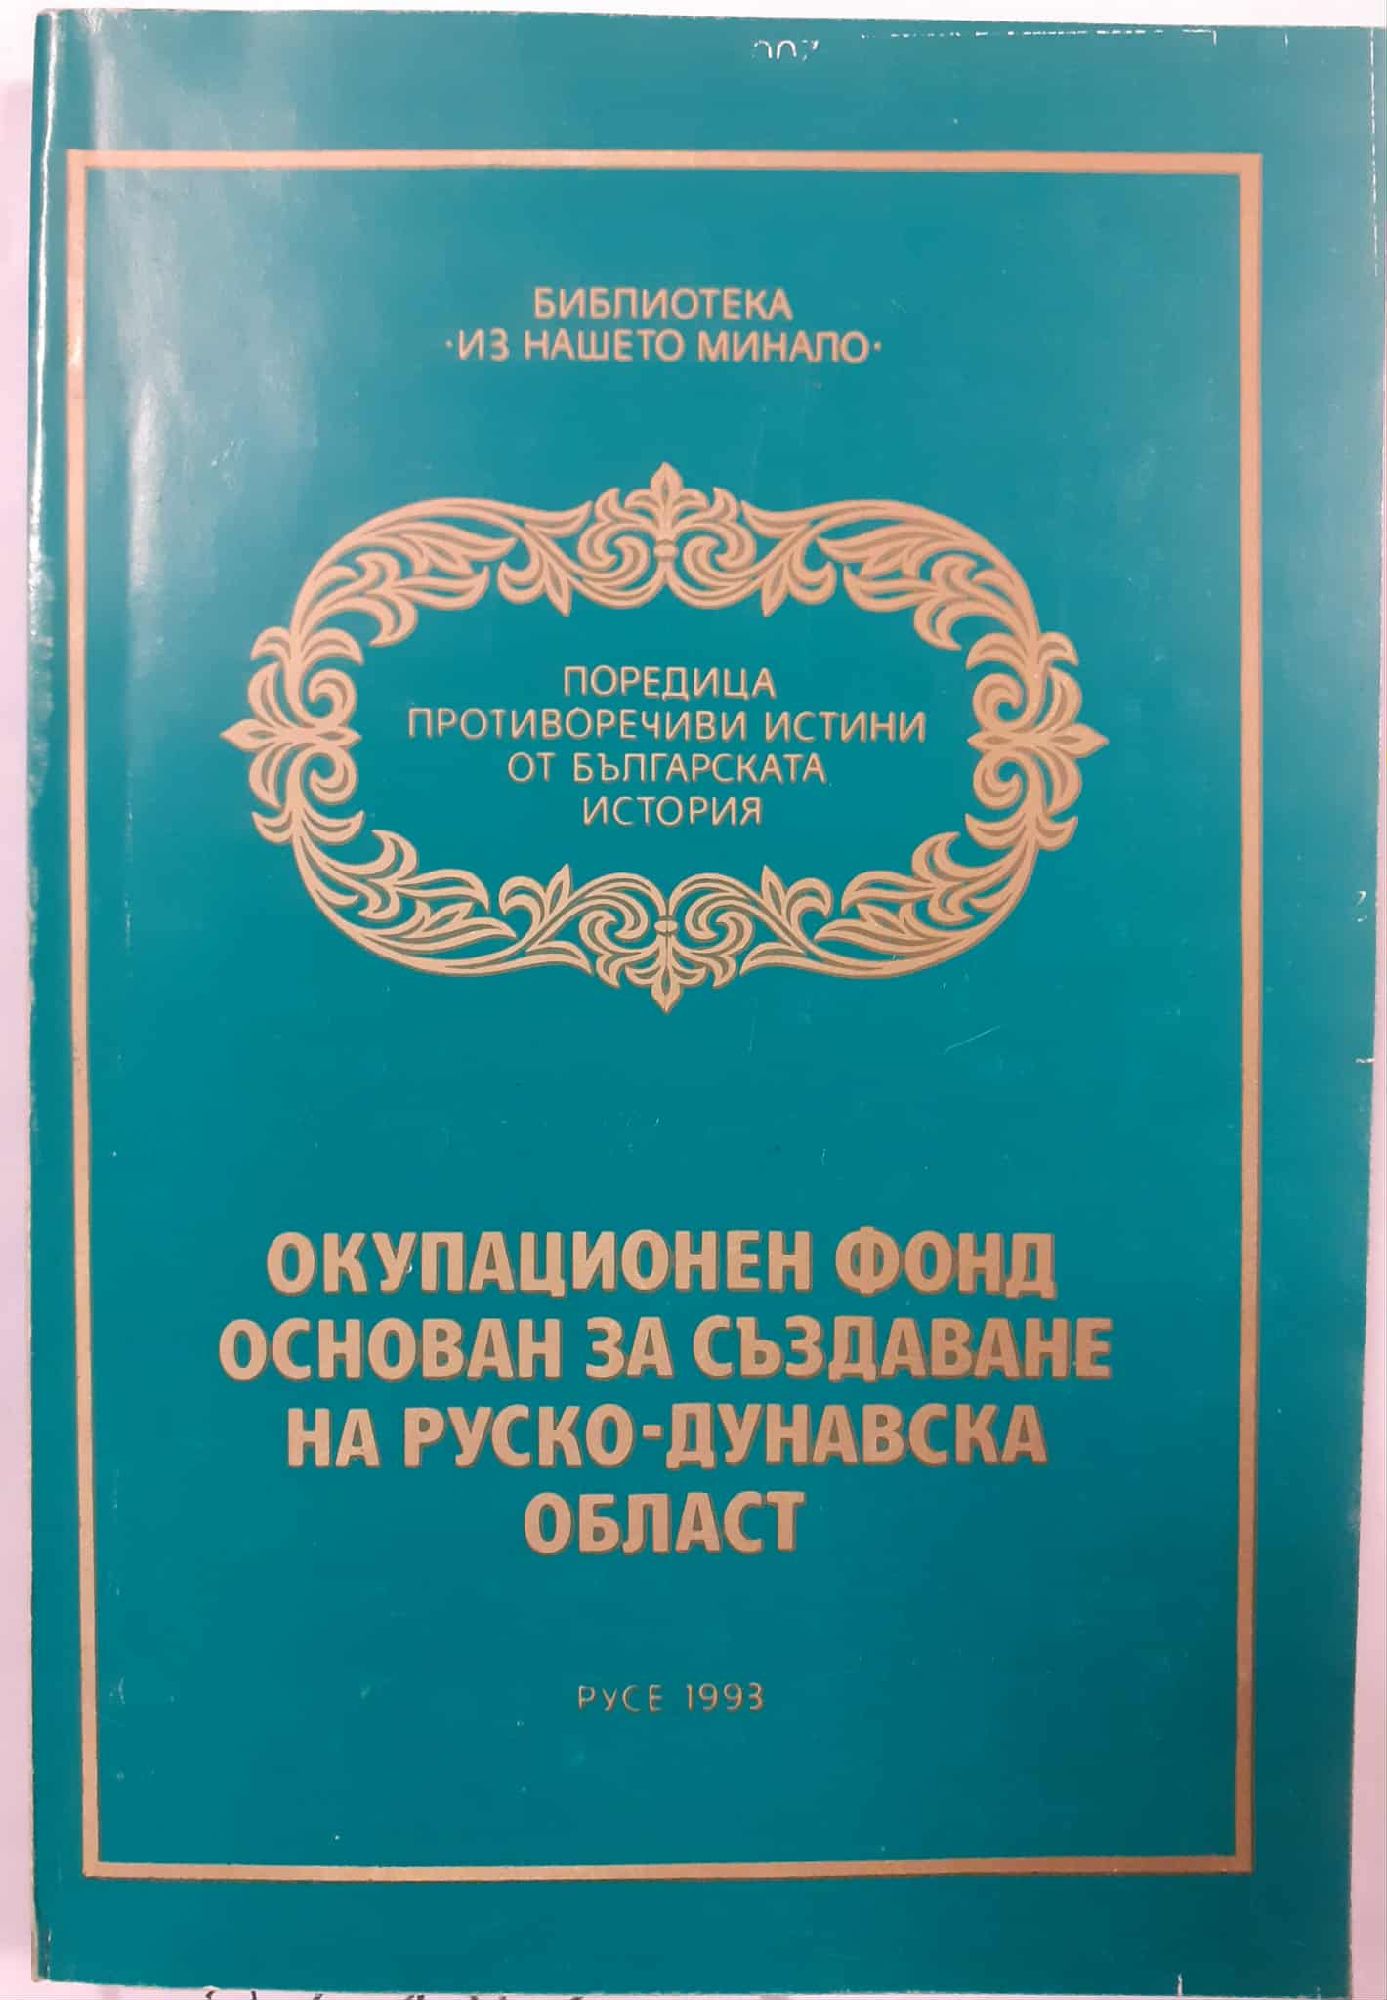 БИБЛИОТЕКА
·ИЗ НАШЕТО МИНАЛО·
ПОРЕДИЦА
ПРОТИВОРЕЧИВИ ИСТИНИ
ОТ БЪЛГАРСКАТА
ИСТОРИЯ
ОКУПАЦИОНЕН ФОНД
ОСНОВАН ЗА СЪЗДАВАНЕ
НА РУСКО-ДУНАВСКА
ОБЛАСТ
РУСЕ 1993